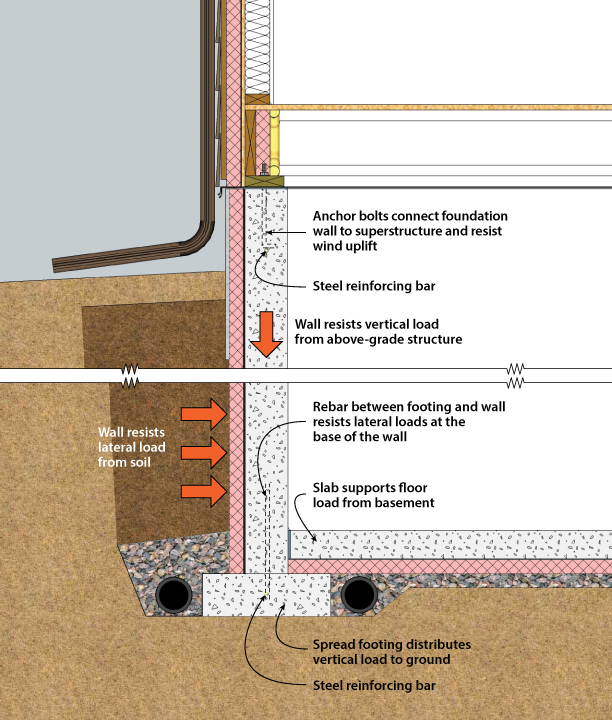 Anchor bolts connect foundation
wall to superstructure and resist
wind uplift
Steel reinforcing bar
Wall resists vertical load
from above-grade structure
Rebar between footing and wall
resists lateral loads at the
base of the wall
Wall resists
lateral load
from soil
Slab supports floor
load from basement
Spread footing distributes
vertical load to ground
Steel reinforcing bar